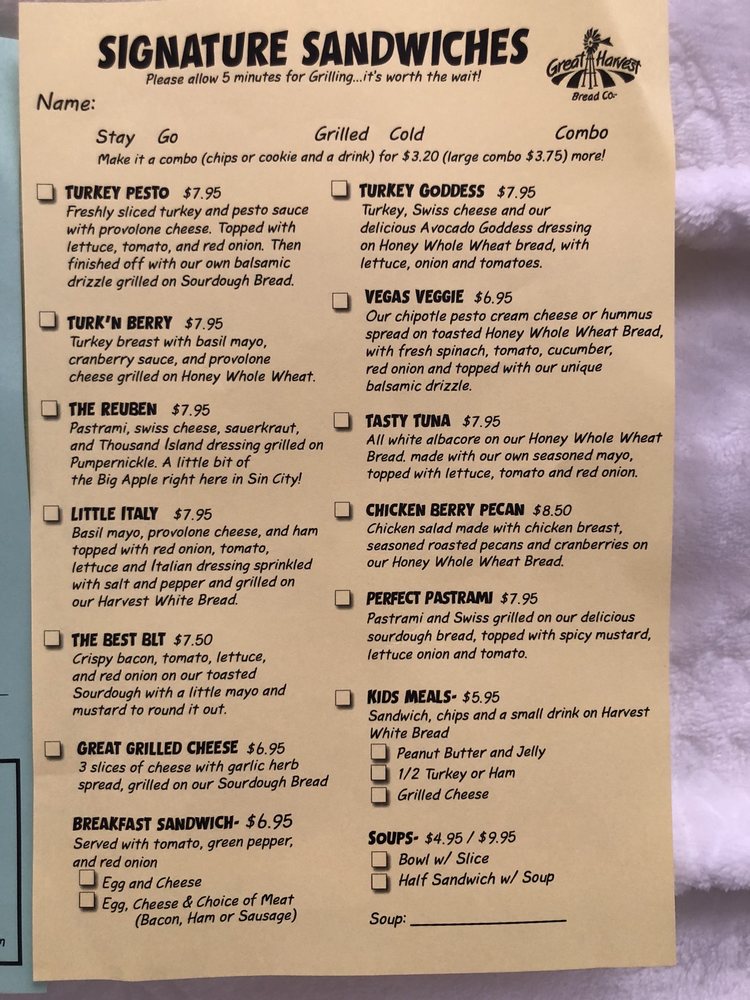 SIGNATURE SANDWICHES
Please allow 5 minutes for Grilling...it's worth the wait!
Great Harvest
Bread Co.
Name:
Stay Go Grilled Cold Combo
Make it a combo (chips or cookie and a drink) for $3.20 (large combo $3.75) more!
TURKEY PESTO $7.95
Freshly sliced turkey and pesto sauce
with provolone cheese. Topped with
lettuce, tomato, and red onion. Then
finished off with our own balsamic
drizzle grilled on Sourdough Bread.
TURK'N BERRY $7.95
Turkey breast with basil mayo,
cranberry sauce, and provolone
cheese grilled on Honey Whole Wheat.
THE REUBEN $7.95
Pastrami, swiss cheese, sauerkraut,
and Thousand Island dressing grilled on
Pumpernickle. A little bit of
the Big Apple right here in Sin City!
LITTLE ITALY $7.95
Basil mayo, provolone cheese, and ham
topped with red onion, tomato,
lettuce and Italian dressing sprinkled
with salt and pepper and grilled on
our Harvest White Bread.
THE BEST BLT $7.50
Crispy bacon, tomato, lettuce,
and red onion on our toasted
Sourdough with a little mayo and
mustard to round it out.
GREAT GRILLED CHEESE $6.95
3 slices of cheese with garlic herb
spread, grilled on our Sourdough Bread
BREAKFAST SANDWICH- $6.95
Served with tomato, green pepper,
and red onion
Egg and Cheese
Egg, Cheese & Choice of Meat
(Bacon, Ham or Sausage)
TURKEY GODDESS $7.95
Turkey, Swiss cheese and our
delicious Avocado Goddess dressing
on Honey Whole Wheat bread, with
lettuce, onion and tomatoes.
VEGAS VEGGIE $6.95
Our chipotle pesto cream cheese or hummus
spread on toasted Honey Whole Wheat Bread,
with fresh spinach, tomato, cucumber,
red onion and topped with our unique
balsamic drizzle.
TASTY TUNA $7.95
All white albacore on our Honey Whole Wheat
Bread. made with our own seasoned mayo,
topped with lettuce, tomato and red onion.
CHICKEN BERRY PECAN $8.50
Chicken salad made with chicken breast,
seasoned roasted pecans and cranberries on
our Honey Whole Wheat Bread.
PERFECT PASTRAMI $7.95
Pastrami and Swiss grilled on our delicious
sourdough bread, topped with spicy mustard,
lettuce onion and tomato.
KIDS MEALS- $5.95
Sandwich, chips and a small drink on Harvest
White Bread
Peanut Butter and Jelly
1/2 Turkey or Ham
Grilled Cheese
SOUPS- $4.95 / $9.95
Bowl w/ Slice
Half Sandwich w/ Soup
Soup: